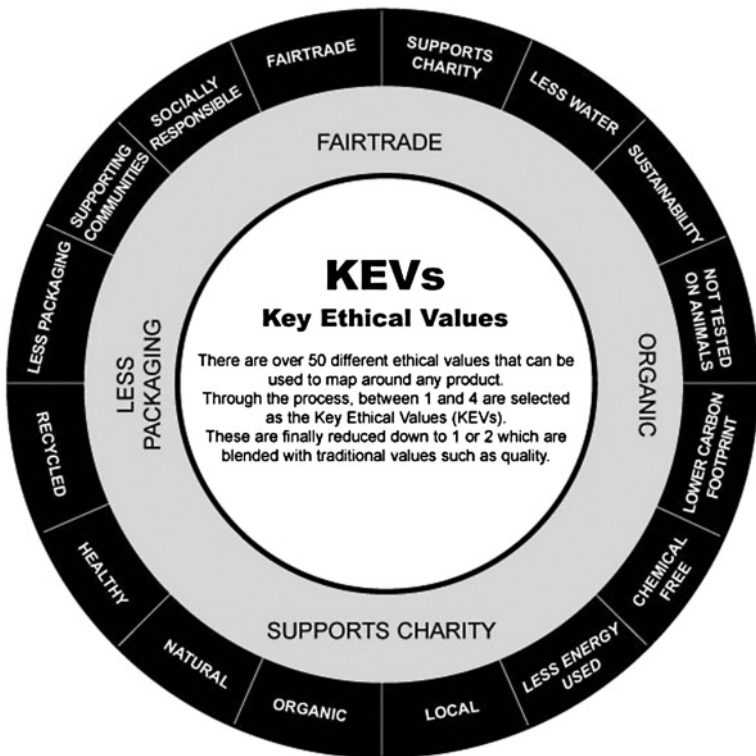 KEVs
Key Ethical Values
There are over 50 different ethical values that can be
used to map around any product.
Through the process, between 1 and 4 are selected
as the Key Ethical Values (KEVs).
These are finally reduced down to 1 or 2 which are
blended with traditional values such as quality.
FAIRTRADE
ORGANIC
SUPPORTS CHARITY
LESS
PACKAGING
FAIRTRADE
SUPPORTS
CHARITY
LESS WATER
SUSTAINABILITY
NOT TESTED
ON ANIMALS
LOWER CARBON
FOOTPRINT
CHEMICAL
FREE
LESS ENERGY
USED
LOCAL
ORGANIC
NATURAL
HEALTHY
RECYCLED
LESS PACKAGING
SUPPORTING
COMMUNITIES
SOCIALLY
RESPONSIBLE